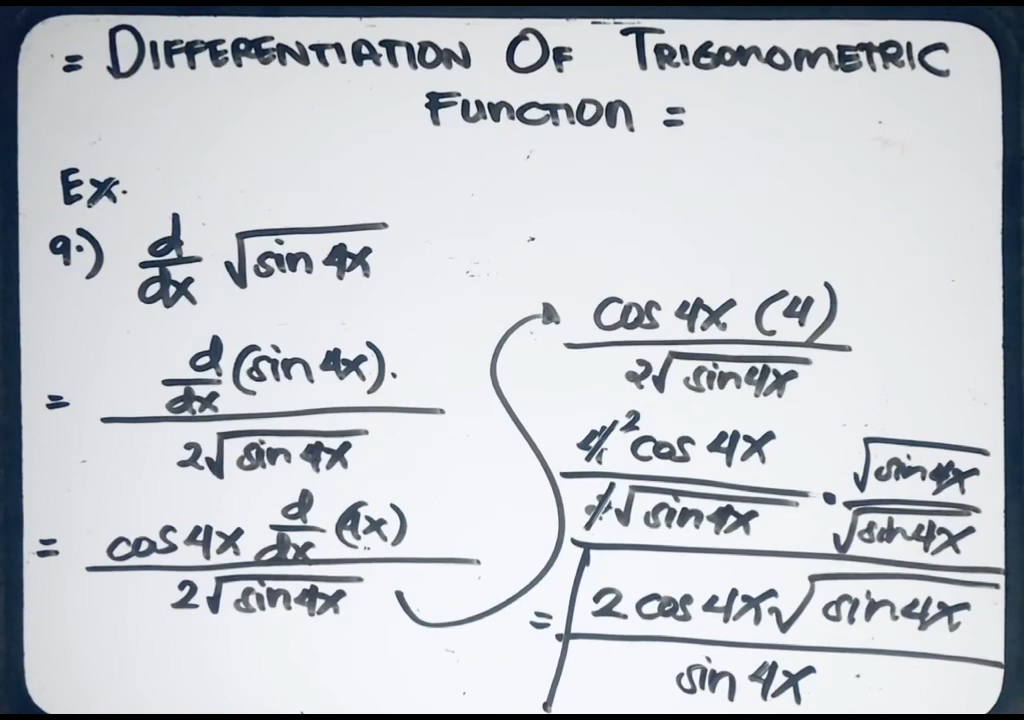 = DIFFERENTIATION OF TRIGONOMETRIC
FUNCTION =
Ex.
9.) d/dx √(sin 4x)
= d/dx (sin 4x). / 2√(sin 4x)
= cos 4x d/dx (4x) / 2√(sin 4x)
cos 4x (4) / 2√(sin 4x)
4² cos 4x / 2√(sin 4x) · √(sin 4x) / √(sin 4x)
= 2 cos 4x √(sin 4x) / sin 4x